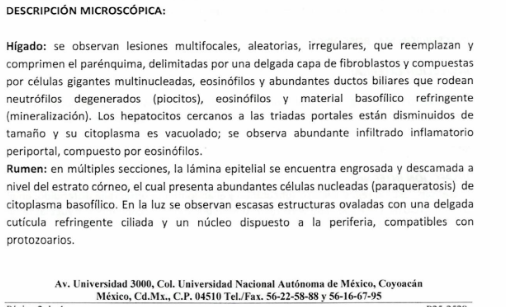 DESCRIPCIÓN MICROSCÓPICA:
Hígado: se observan lesiones multifocales, aleatorias, irregulares, que reemplazan y
comprimen el parénquima, delimitadas por una delgada capa de fibroblastos y compuestas
por células gigantes multinucleadas, eosinófilos y abundantes ductos biliares que rodean
neutrófilos degenerados (piocitos), eosinófilos y material basofílico refringente
(mineralización). Los hepatocitos cercanos a las triadas portales están disminuidos de
tamaño y su citoplasma es vacuolado; se observa abundante infiltrado inflamatorio
periportal, compuesto por eosinófilos.
Rumen: en múltiples secciones, la lámina epitelial se encuentra engrosada y descamada a
nivel del estrato córneo, el cual presenta abundantes células nucleadas (paraqueratosis) de
citoplasma basofílico. En la luz se observan escasas estructuras ovaladas con una delgada
cutícula refringente ciliada y un núcleo dispuesto a la periferia, compatibles con
protozoarios.
Av. Universidad 3000, Col. Universidad Nacional Autónoma de México, Coyoacán
México, Cd.Mx., C.P. 04510 Tel./Fax. 56-22-58-88 y 56-16-67-95